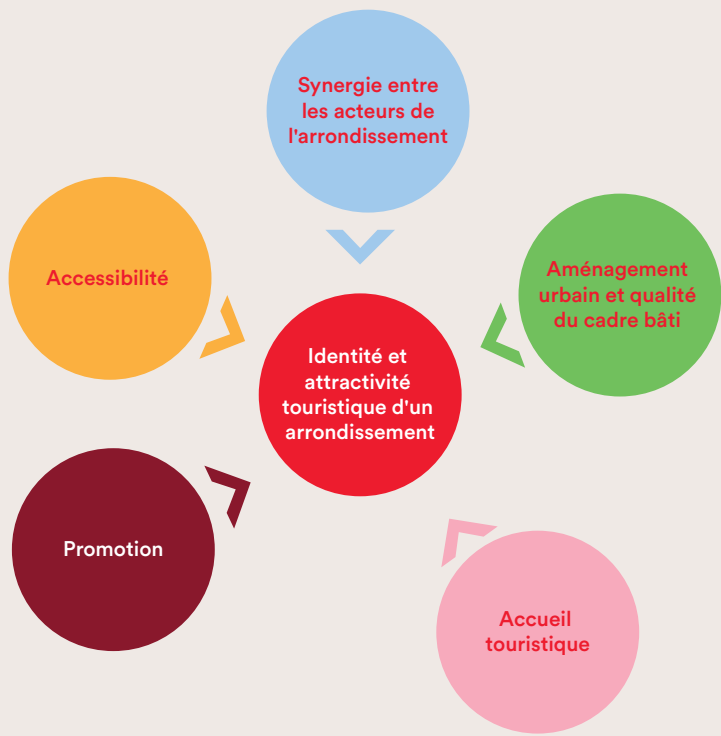 Synergie entre
les acteurs de
l'arrondissement
Accessibilité
Aménagement
urbain et qualité
du cadre bâti
Identité et
attractivité
touristique d'un
arrondissement
Promotion
Accueil
touristique